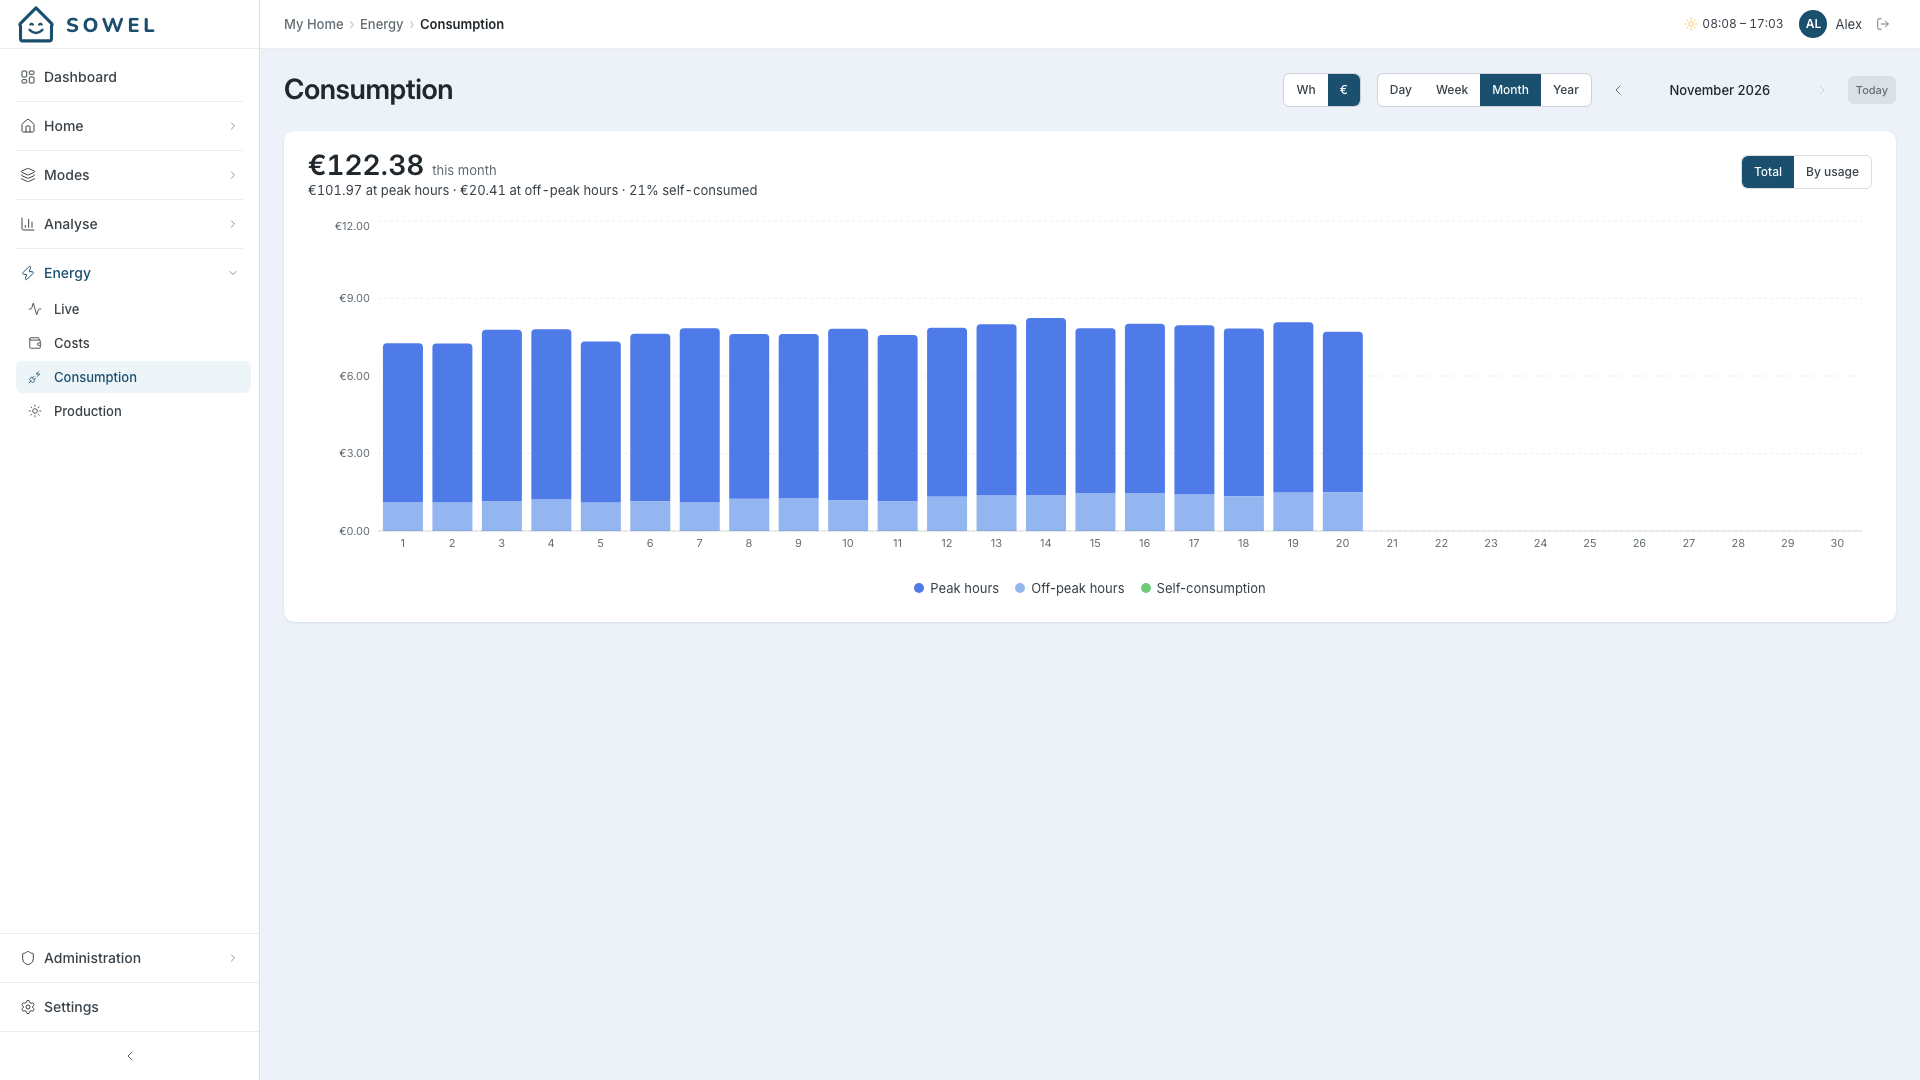 SOWEL
My Home › Energy › Consumption
08:08 – 17:03
AL
Alex
Dashboard
Home
Modes
Analyse
Energy
Live
Costs
Consumption
Production
Administration
Settings
Consumption
Wh €
Day Week Month Year
November 2026
Today
€122.38 this month
€101.97 at peak hours · €20.41 at off-peak hours · 21% self-consumed
Total By usage
€12.00
€9.00
€6.00
€3.00
€0.00
1 2 3 4 5 6 7 8 9 10 11 12 13 14 15 16 17 18 19 20 21 22 23 24 25 26 27 28 29 30
Peak hours Off-peak hours Self-consumption